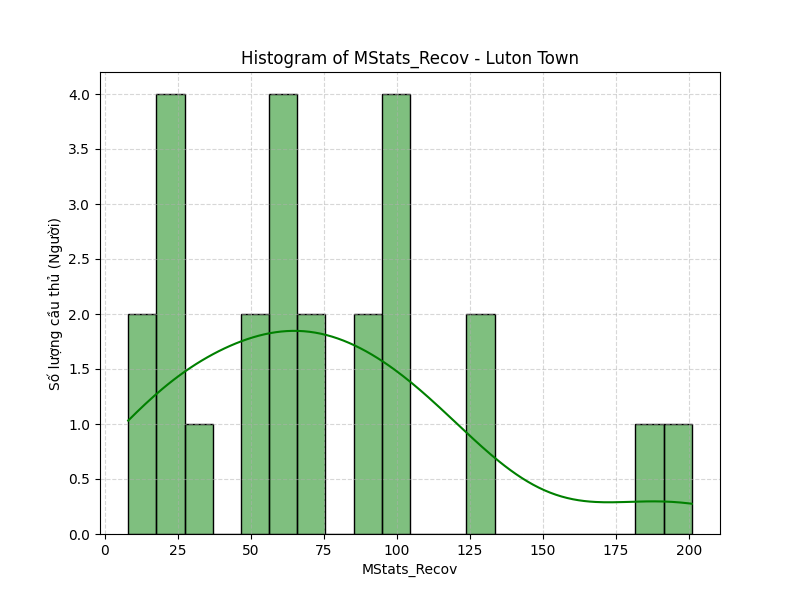 Histogram of MStats_Recov - Luton Town
Số lượng cầu thủ (Người)
4.0
3.5
3.0
2.5
2.0
1.5
1.0
0.5
0.0
0 25 50 75 100 125 150 175 200
MStats_Recov